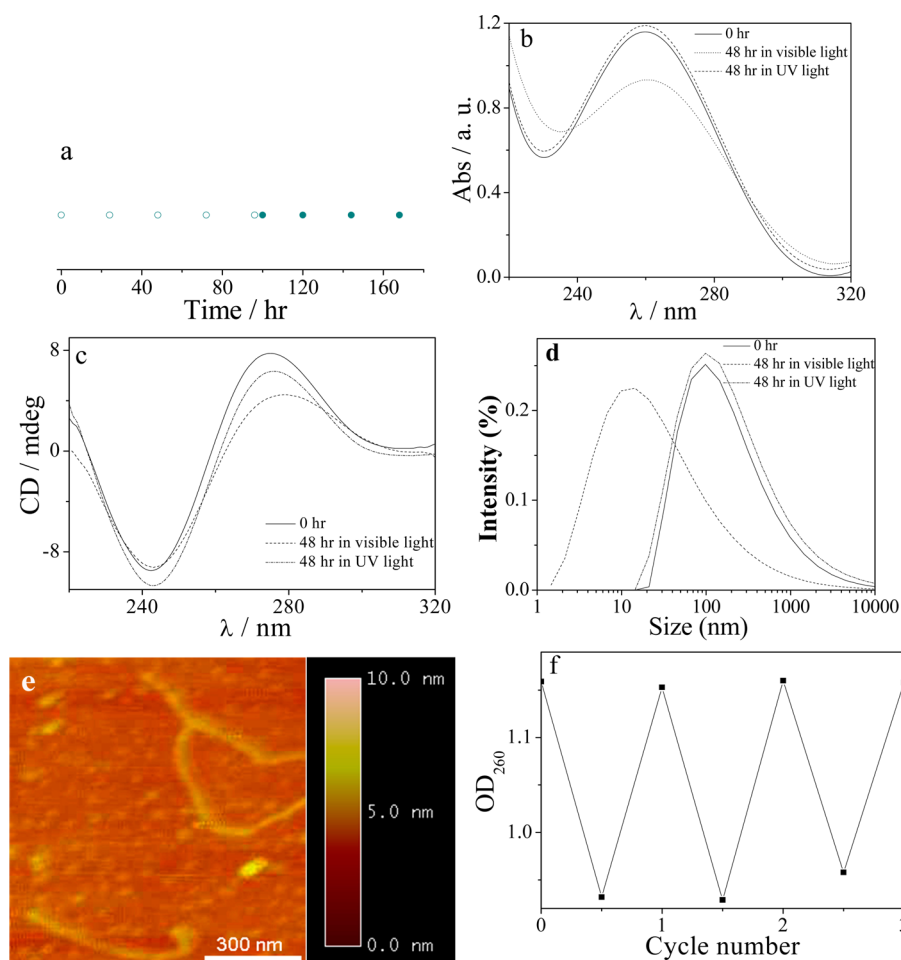 a
0 40 80 120 160
Time / hr
b
0 hr
48 hr in visible light
48 hr in UV light
1.2
0.8
0.4
0.0
Abs / a. u.
240 280 320
λ / nm
c
8
0
-8
CD / mdeg
0 hr
48 hr in visible light
48 hr in UV light
240 280 320
λ / nm
d
0 hr
48 hr in visible light
48 hr in UV light
0.2
0.1
0.0
Intensity (%)
1 10 100 1000 10000
Size (nm)
e
300 nm
10.0 nm
5.0 nm
0.0 nm
f
1.1
1.0
OD260
0 1 2 3
Cycle number